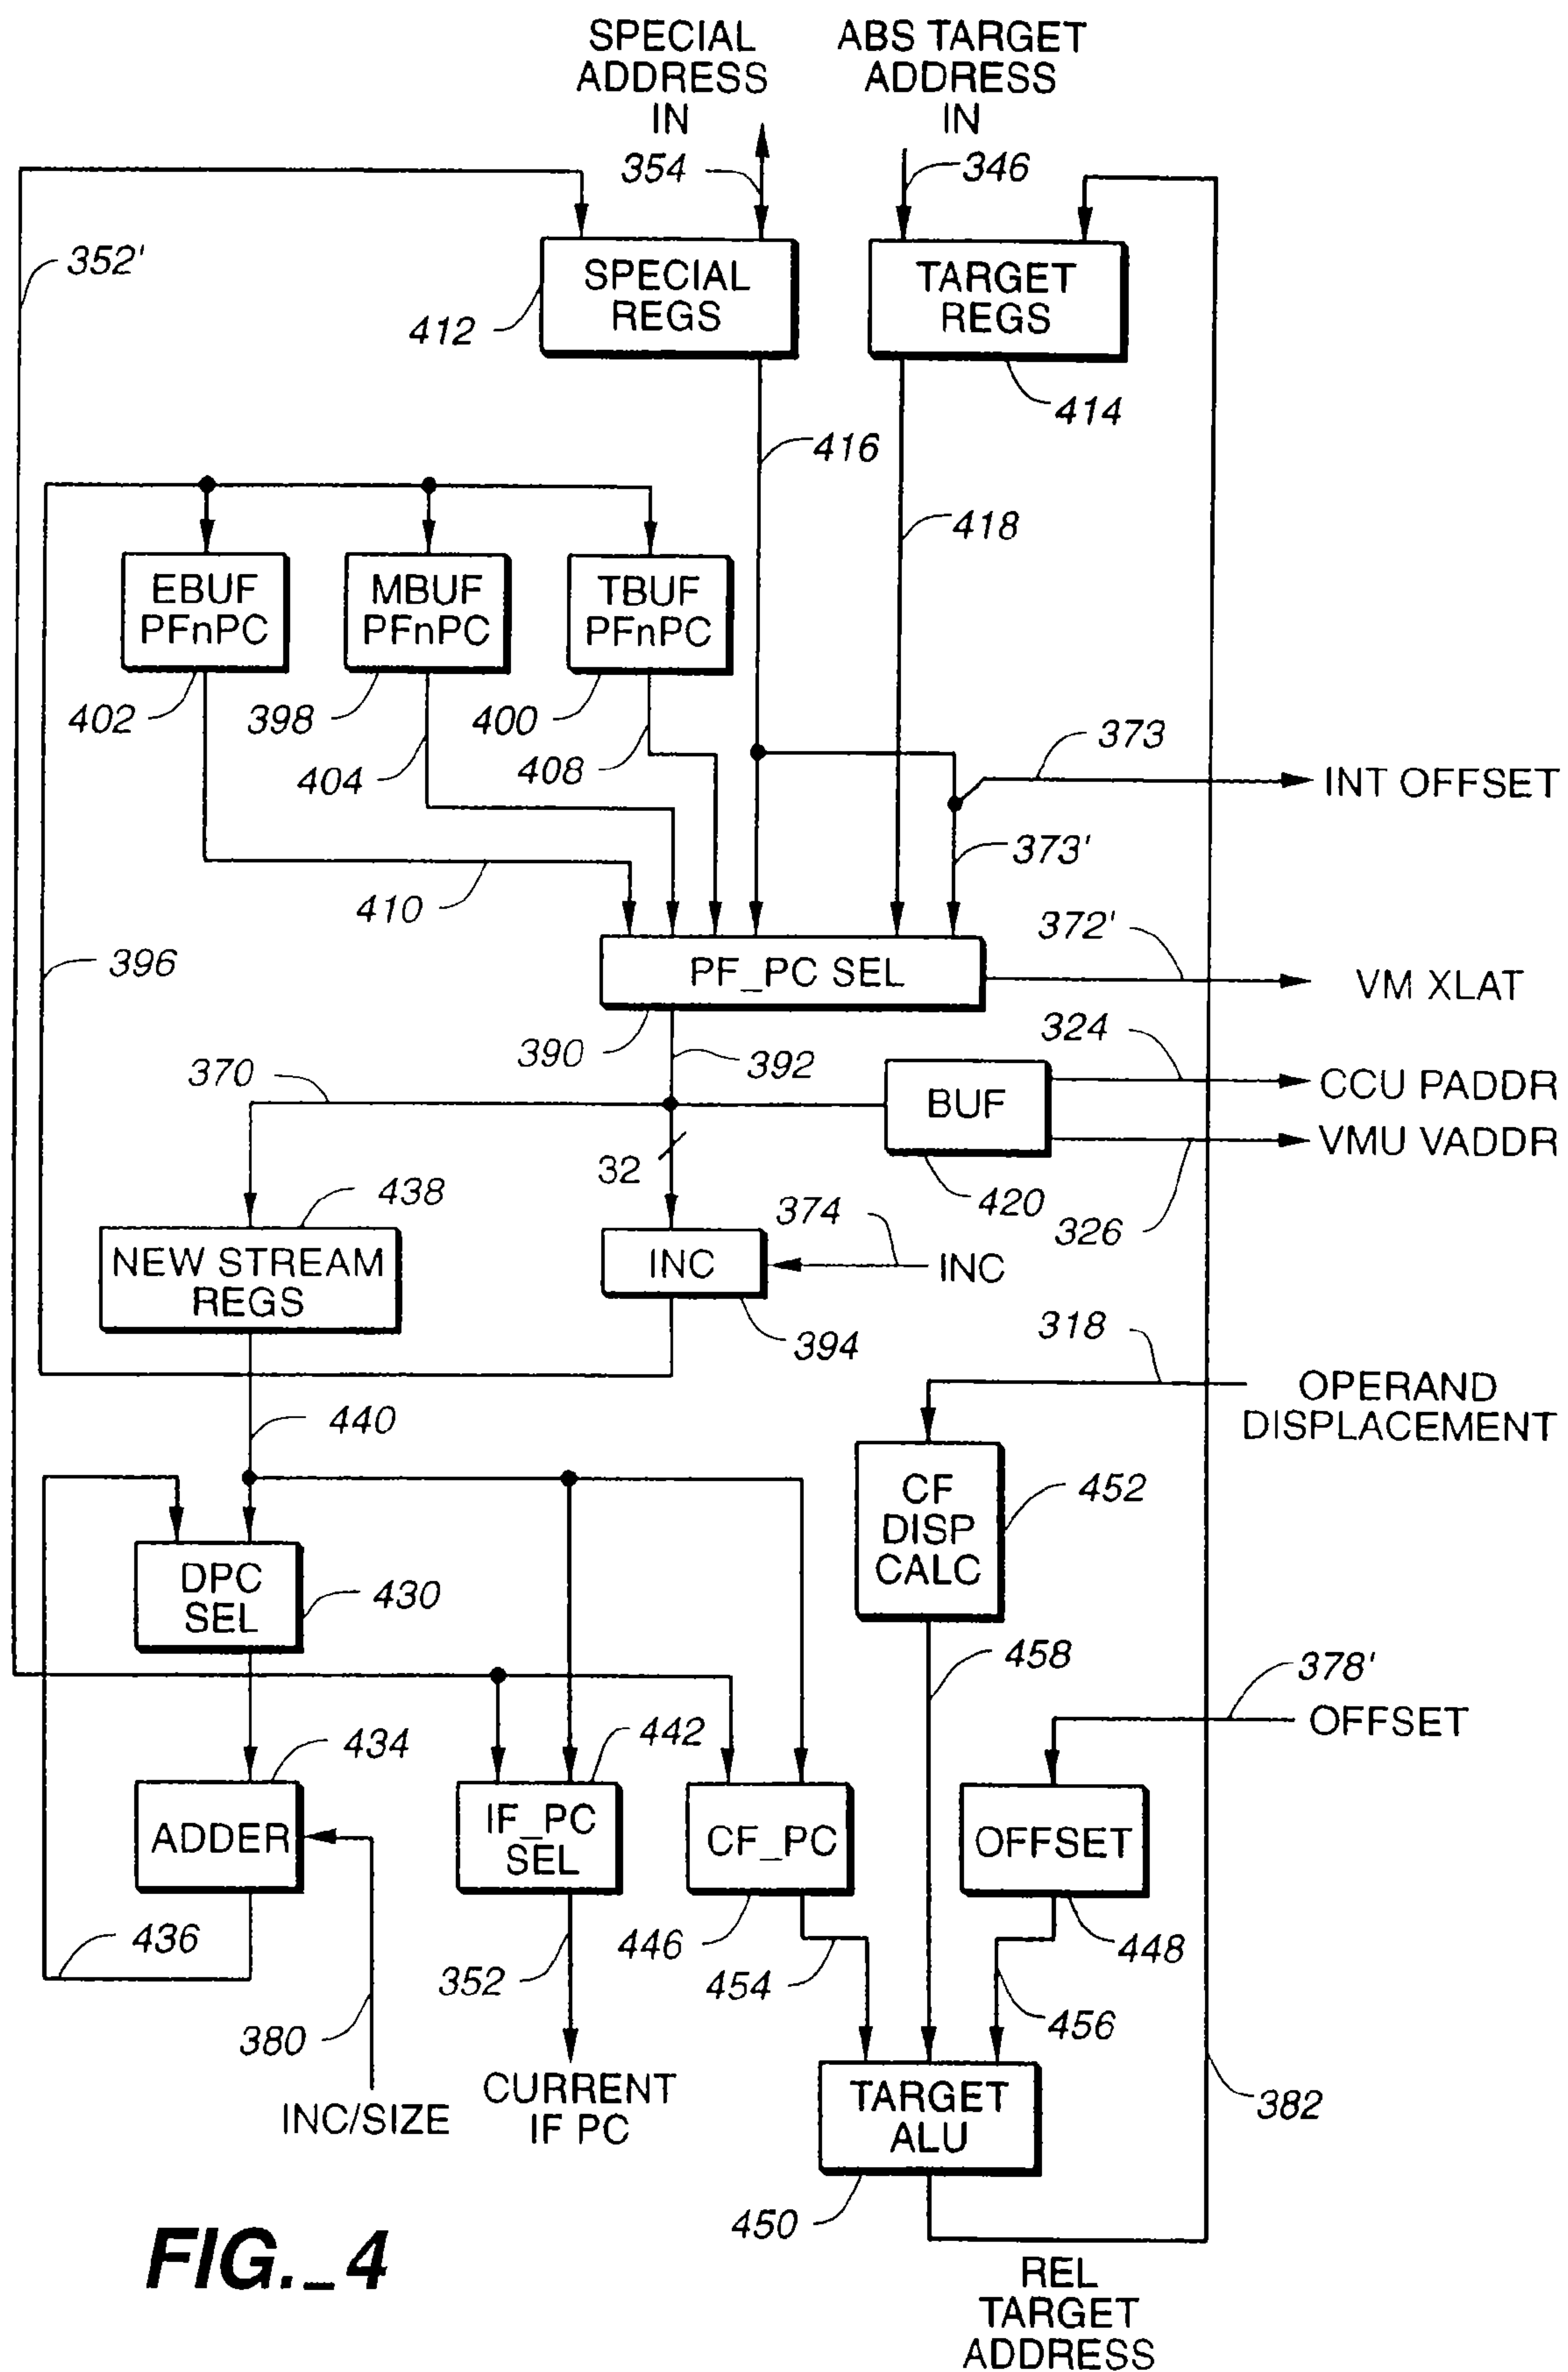 SPECIAL
ADDRESS
IN
ABS TARGET
ADDRESS
IN
354
346
352'
SPECIAL
REGS
TARGET
REGS
412
414
416
418
EBUF
PFnPC
MBUF
PFnPC
TBUF
PFnPC
402
398
400
404
408
373
INT OFFSET
373'
410
396
372'
PF_PC SEL
VM XLAT
390
392
324
370
BUF
CCU PADDR
VMU VADDR
32
438
374
420
326
NEW STREAM
REGS
INC
INC
394
318
OPERAND
DISPLACEMENT
440
CF
DISP
CALC
452
DPC
SEL
430
458
378'
OFFSET
434
442
ADDER
IF_PC
SEL
CF_PC
OFFSET
436
446
448
352
454
456
380
CURRENT
IF PC
INC/SIZE
TARGET
ALU
382
450
FIG._4
REL
TARGET
ADDRESS